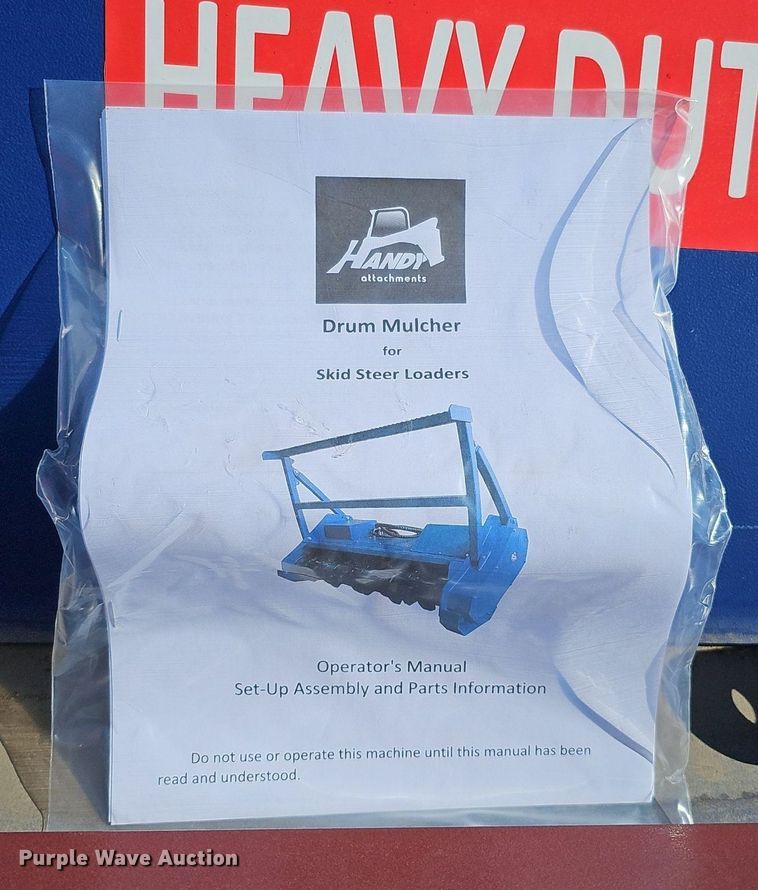 HEAVY DUT
HANDY
attachments
Drum Mulcher
for
Skid Steer Loaders
Operator's Manual
Set-Up Assembly and Parts Information
Do not use or operate this machine until this manual has been
read and understood.
Purple Wave Auction